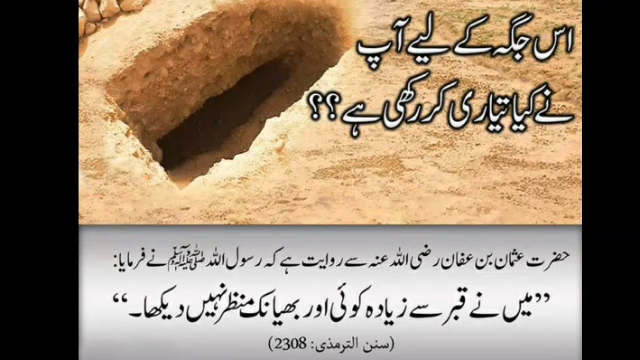 اس جگہ کے لیے آپ
نے کیا تیاری کر رکھی ہے ؟؟
حضرت عثمان بن عفان رضی اللہ عنہ سے روایت ہے کہ رسول اللہ ﷺ نے فرمایا:
”میں نے قبر سے زیادہ کوئی اور بھیانک منظر نہیں دیکھا۔“
(سنن الترمذی: 2308)